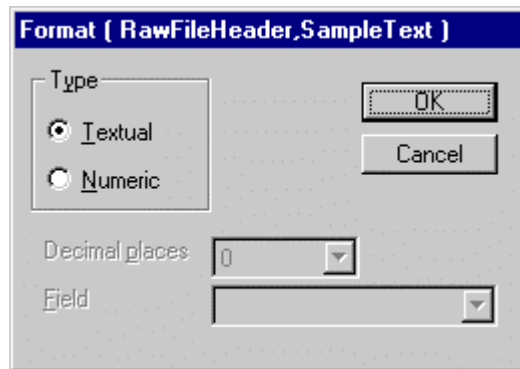 Format ( RawFileHeader,SampleText )
Type
OK
Textual
Cancel
Numeric
Decimal places 0
Field